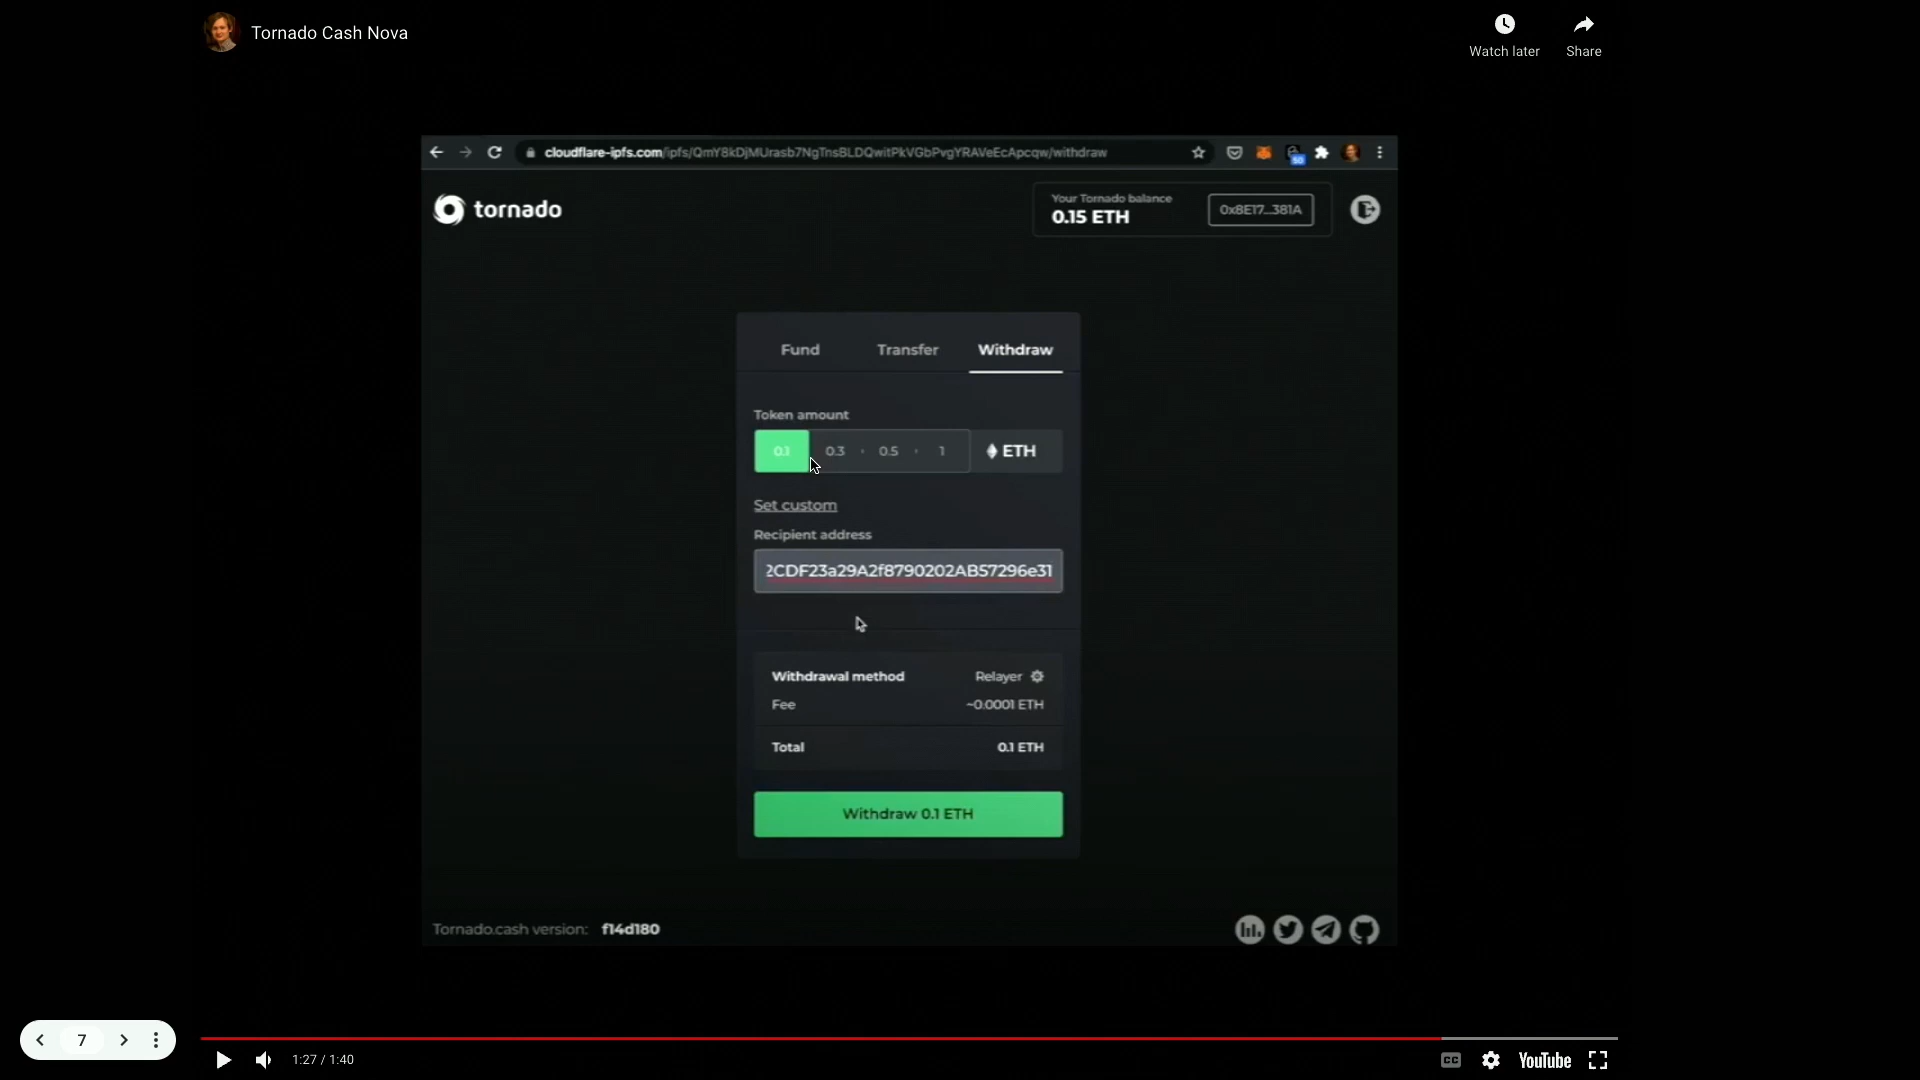 Tornado Cash Nova
Watch later
Share
cloudflare-ipfs.com/ipfs/QmY8kDjMUrasb7NgTnsBLDQwitPkVGbPvgYRAVeEcApcqw/withdraw
50
tornado
Your Tornado balance
0.15 ETH
0x8E17...381A
Fund Transfer Withdraw
Token amount
0.1 0.3 0.5 1 ETH
Set custom
Recipient address
2CDF23a29A2f8790202AB57296e31
Withdrawal method Relayer
Fee ~0.0001 ETH
Total 0.1 ETH
Withdraw 0.1 ETH
Tornado.cash version: f14d180
7
1:27 / 1:40
CC
YouTube